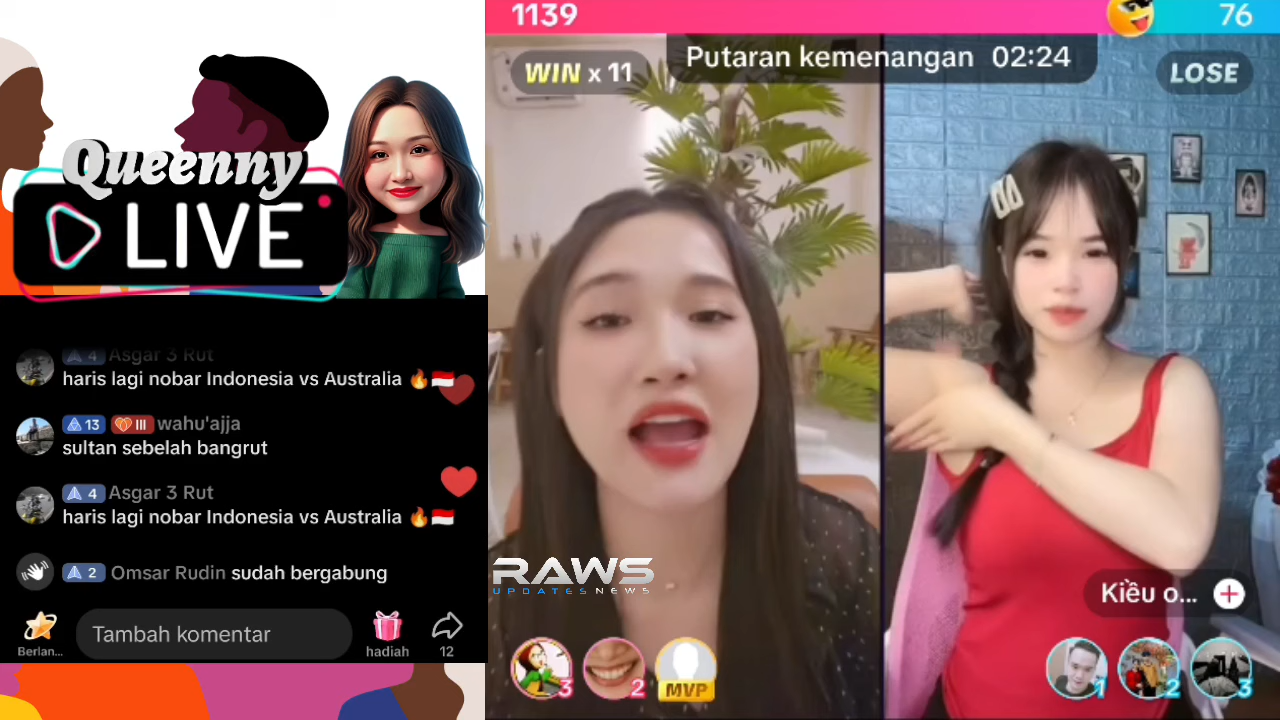 Queenny
LIVE
Asgar 3 Rut
4
haris lagi nobar Indonesia vs Australia 🔥🇮🇩
13 III wahu'ajja
sultan sebelah bangrut
4 Asgar 3 Rut
haris lagi nobar Indonesia vs Australia 🔥🇮🇩
2 Omsar Rudin sudah bergabung
Berlan...
Tambah komentar
hadiah
12
1139
76
WIN x 11
Putaran kemenangan 02:24
LOSE
RAWS
UPDATESNEWS
Kiều o...
3
2
MVP
1
2
3